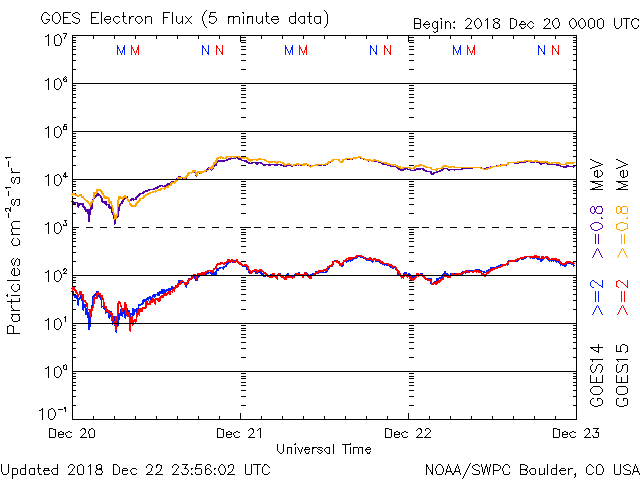 GOES Electron Flux (5 minute data)
Begin: 2018 Dec 20 0000 UTC
M M N N M M N N M M N N
10⁷
10⁶
10⁵
10⁴
10³
10²
10¹
10⁰
10⁻¹
Particles cm⁻²s⁻¹sr⁻¹
Dec 20 Dec 21 Dec 22 Dec 23
Universal Time
GOES14 >=2 >=0.8 MeV
GOES15 >=2 >=0.8 MeV
Updated 2018 Dec 22 23:56:02 UTC
NOAA/SWPC Boulder, CO USA